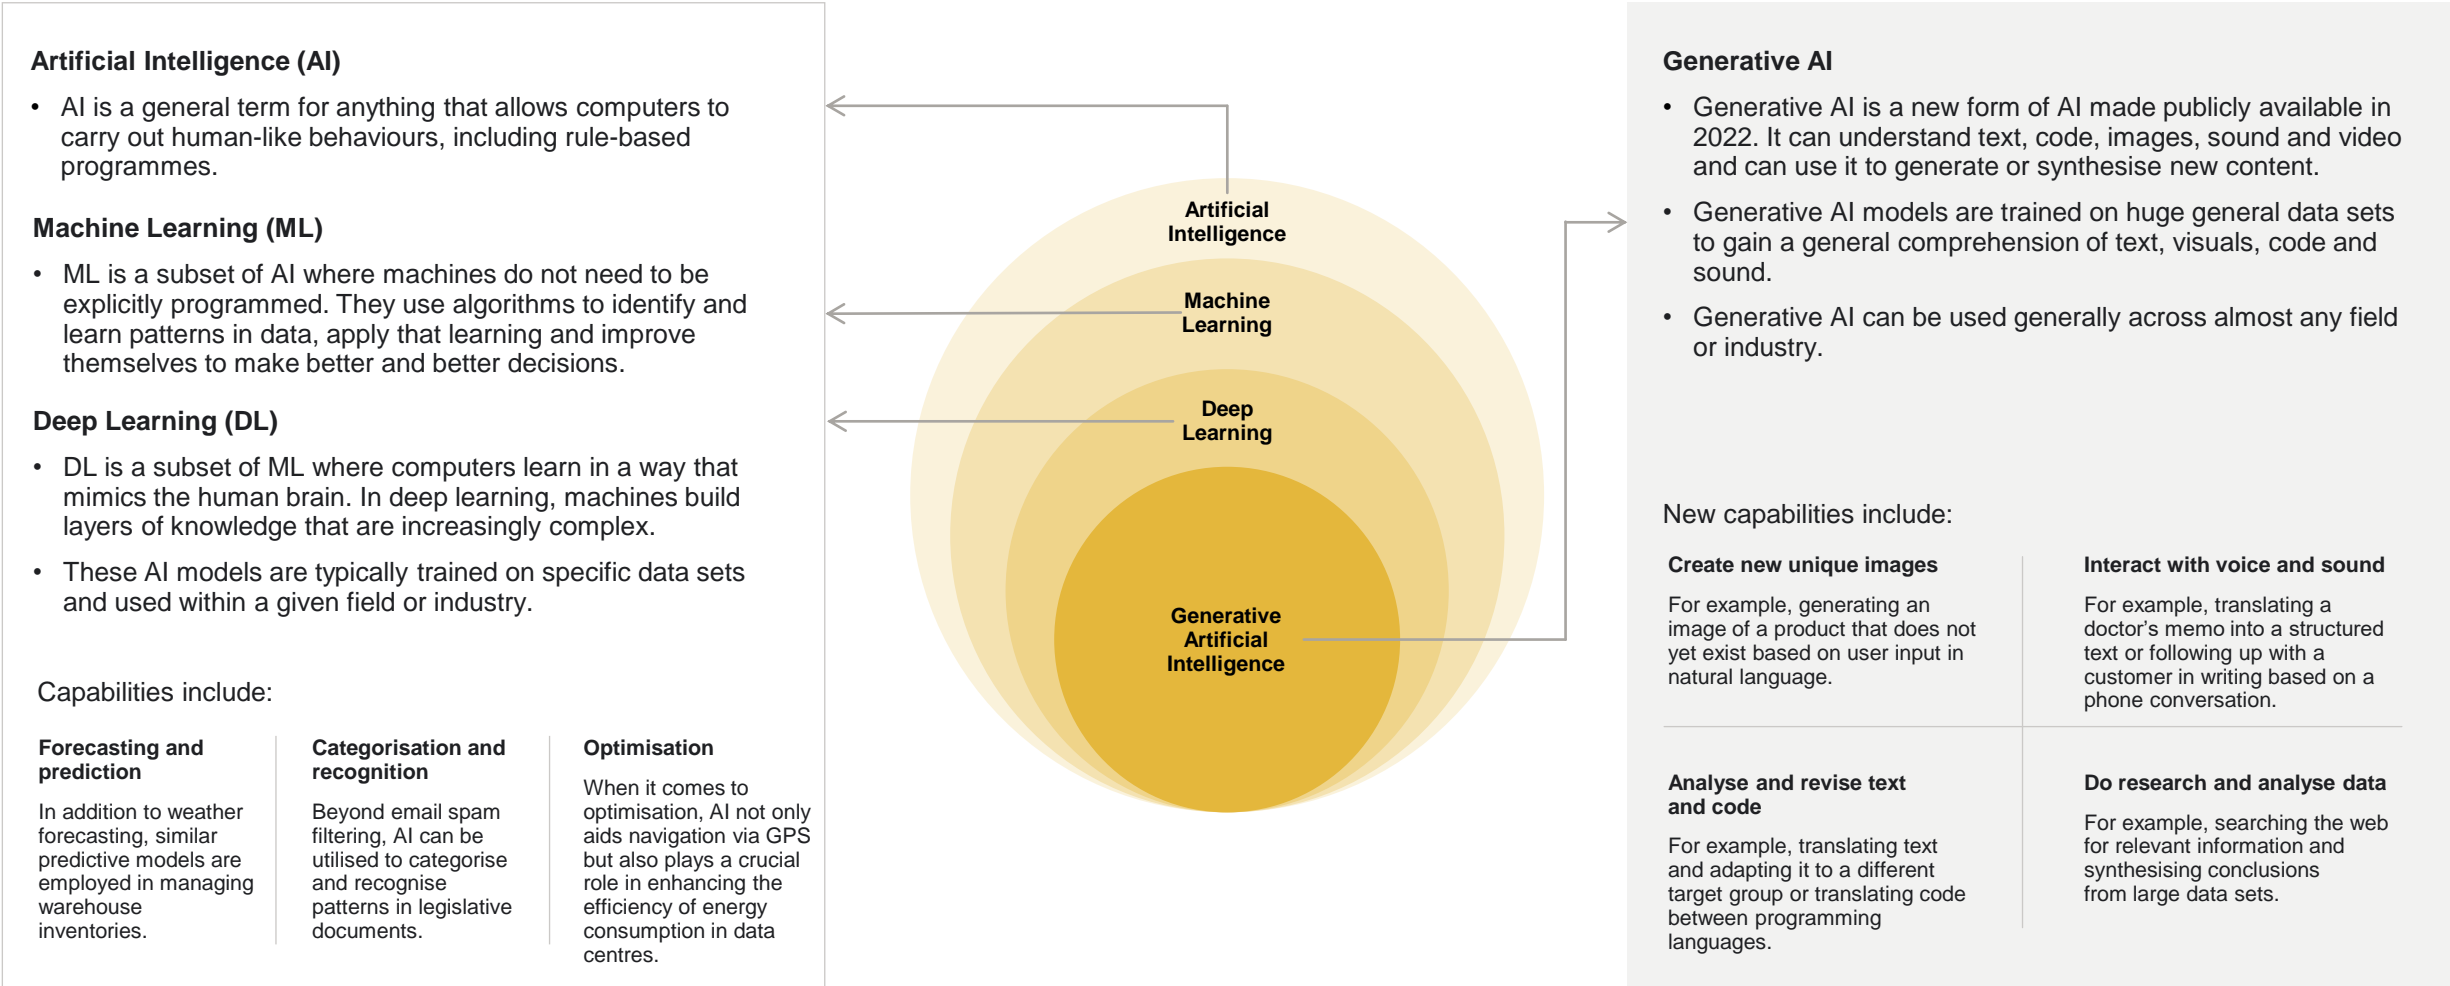 Artificial Intelligence (AI)
• AI is a general term for anything that allows computers to
carry out human-like behaviours, including rule-based
programmes.
Machine Learning (ML)
• ML is a subset of AI where machines do not need to be
explicitly programmed. They use algorithms to identify and
learn patterns in data, apply that learning and improve
themselves to make better and better decisions.
Deep Learning (DL)
• DL is a subset of ML where computers learn in a way that
mimics the human brain. In deep learning, machines build
layers of knowledge that are increasingly complex.
• These AI models are typically trained on specific data sets
and used within a given field or industry.
Capabilities include:
Forecasting and
prediction
In addition to weather
forecasting, similar
predictive models are
employed in managing
warehouse
inventories.
Categorisation and
recognition
Beyond email spam
filtering, AI can be
utilised to categorise
and recognise
patterns in legislative
documents.
Optimisation
When it comes to
optimisation, AI not only
aids navigation via GPS
but also plays a crucial
role in enhancing the
efficiency of energy
consumption in data
centres.
Artificial
Intelligence
Machine
Learning
Deep
Learning
Generative
Artificial
Intelligence
Generative AI
• Generative AI is a new form of AI made publicly available in
2022. It can understand text, code, images, sound and video
and can use it to generate or synthesise new content.
• Generative AI models are trained on huge general data sets
to gain a general comprehension of text, visuals, code and
sound.
• Generative AI can be used generally across almost any field
or industry.
New capabilities include:
Create new unique images
For example, generating an
image of a product that does not
yet exist based on user input in
natural language.
Interact with voice and sound
For example, translating a
doctor’s memo into a structured
text or following up with a
customer in writing based on a
phone conversation.
Analyse and revise text
and code
For example, translating text
and adapting it to a different
target group or translating code
between programming
languages.
Do research and analyse data
For example, searching the web
for relevant information and
synthesising conclusions
from large data sets.